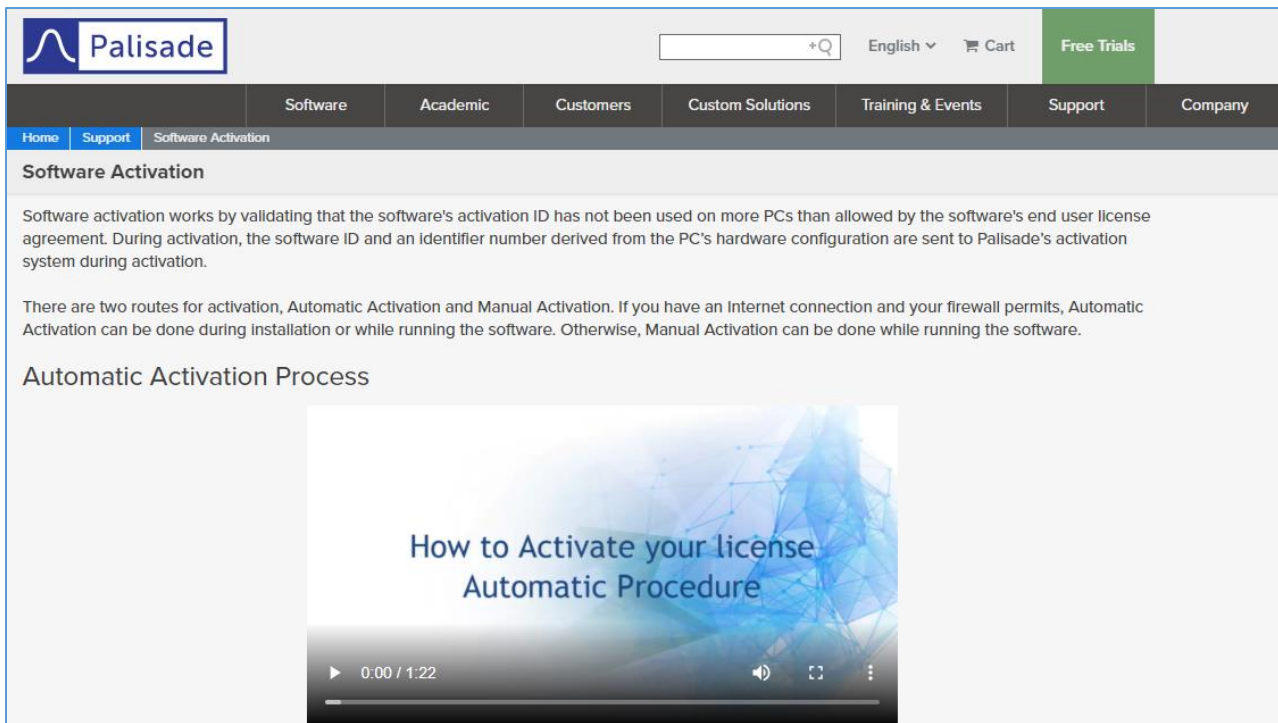 Palisade
English
Cart
Free Trials
Software
Academic
Customers
Custom Solutions
Training & Events
Support
Company
Home
Support
Software Activation
Software Activation
Software activation works by validating that the software's activation ID has not been used on more PCs than allowed by the software's end user license
agreement. During activation, the software ID and an identifier number derived from the PC's hardware configuration are sent to Palisade's activation
system during activation.
There are two routes for activation, Automatic Activation and Manual Activation. If you have an Internet connection and your firewall permits, Automatic
Activation can be done during installation or while running the software. Otherwise, Manual Activation can be done while running the software.
Automatic Activation Process
How to Activate your license
Automatic Procedure
0:00 / 1:22